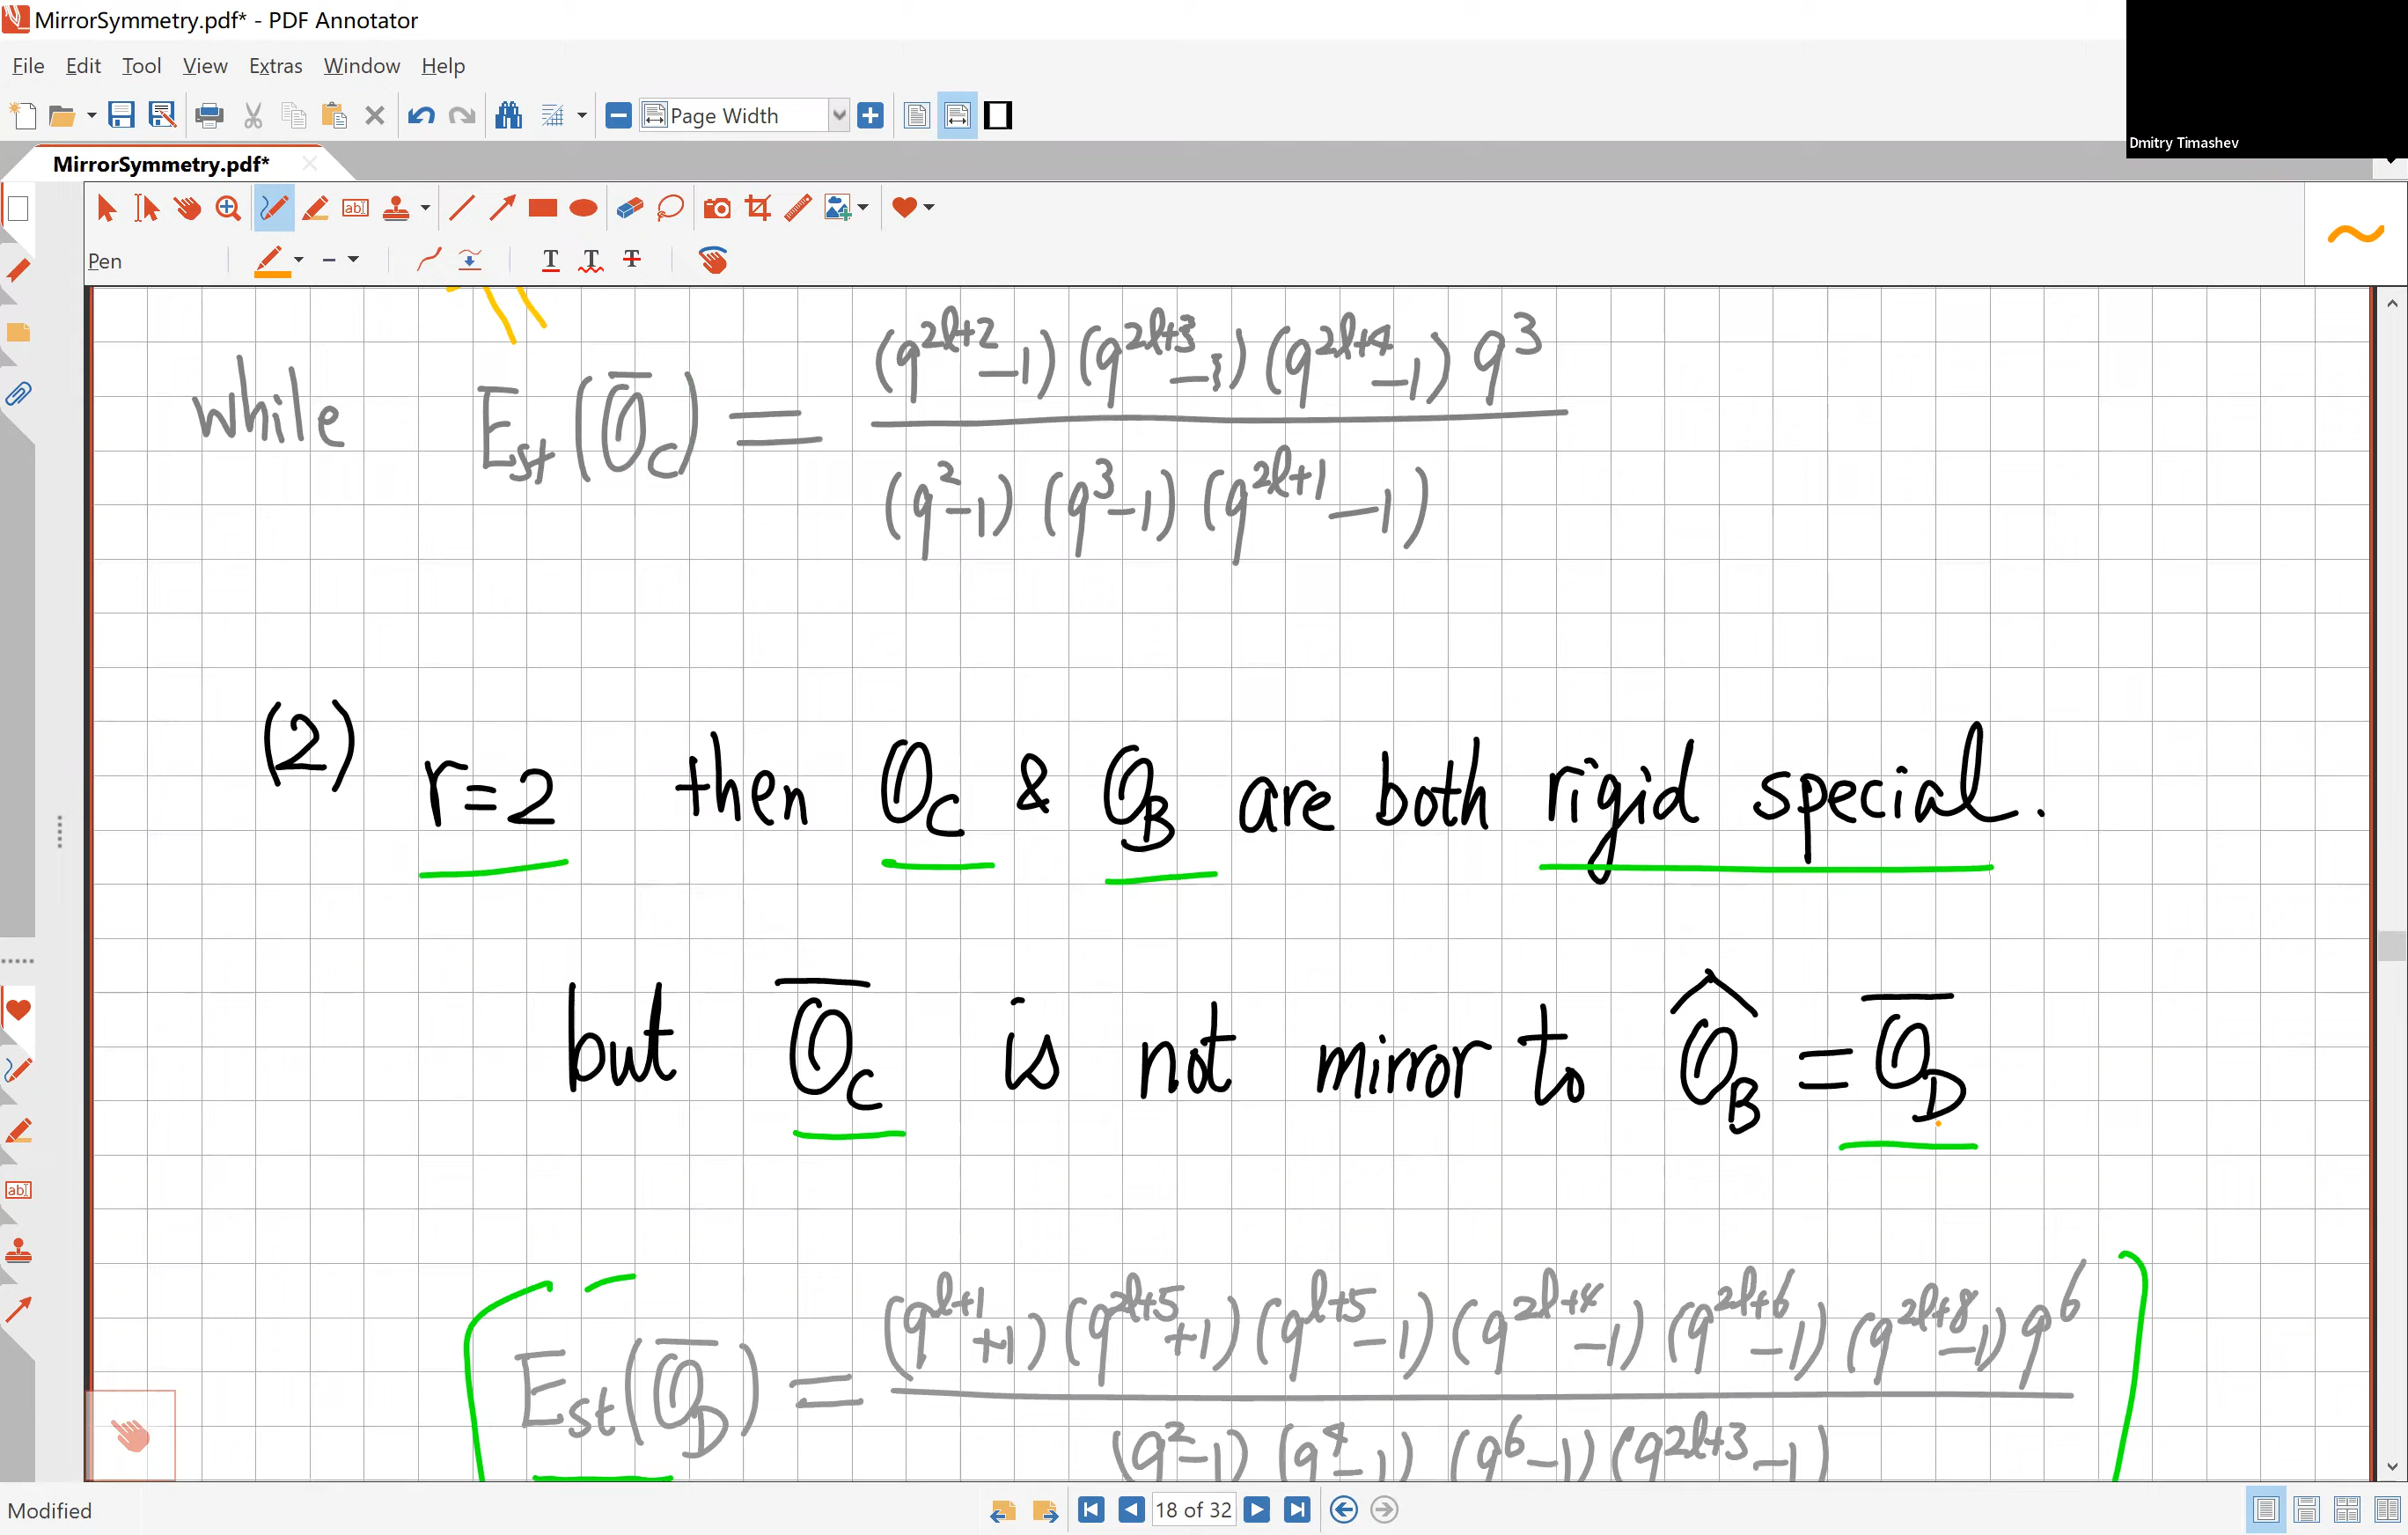 MirrorSymmetry.pdf* - PDF Annotator
File Edit Tool View Extras Window Help
Page Width
Dmitry Timashev
MirrorSymmetry.pdf*
Pen
while E_st(Ō_C) = (q^{2l+2}-1)(q^{2l+3}-1)(q^{2l+4}-1) q^3 / (q^2-1)(q^3-1)(q^{2l+1}-1)
(2) r=2 then 𝕆_C & 𝕆_B are both rigid special.
but Ō_C is not mirror to Ô_B = Ō_D
E_st(Ō_D) = (q^{l+1}+1)(q^{2l+5}+1)(q^{l+5}-1)(q^{2l+4}-1)(q^{2l+6}-1)(q^{2l+8}-1) q^6 / (q^2-1)(q^4-1)(q^6-1)(q^{2l+3}-1)
Modified
18 of 32